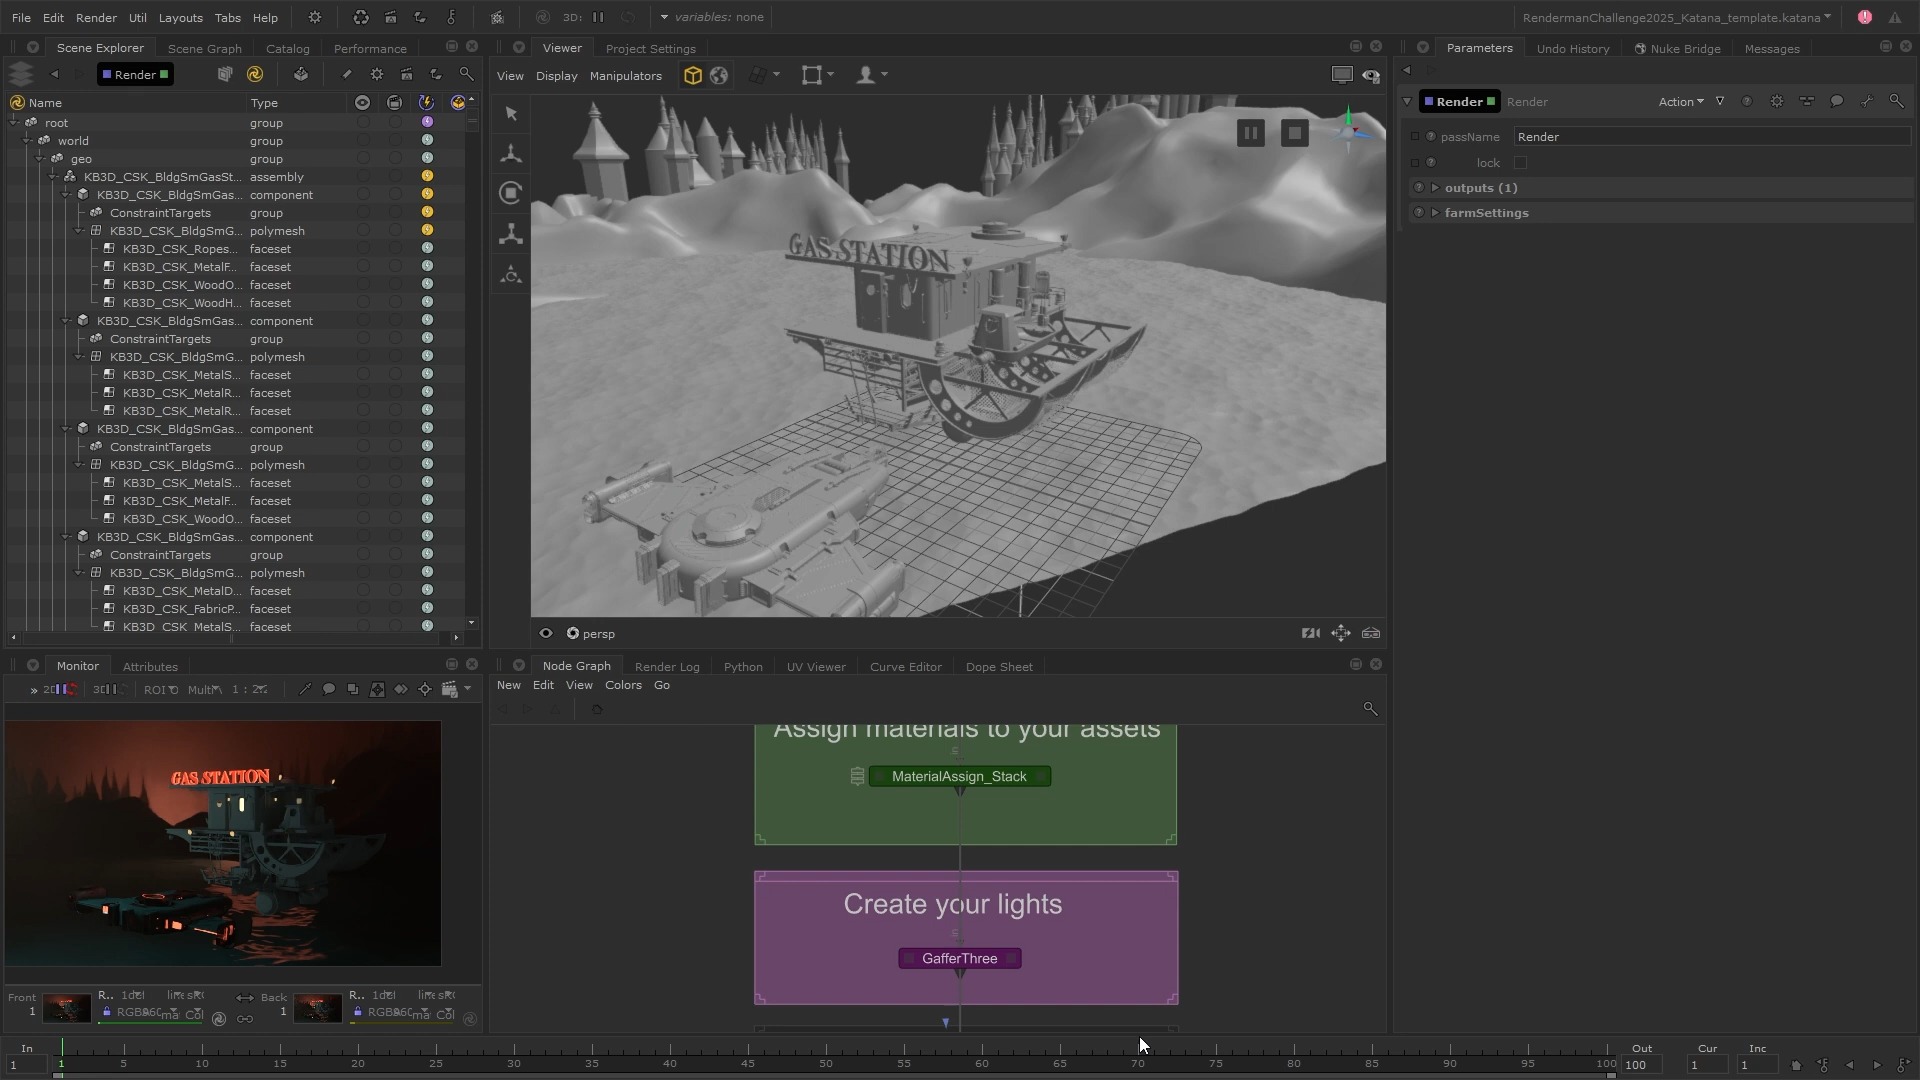 File Edit Render Util Layouts Tabs Help
3D:
variables: none
RendermanChallenge2025_Katana_template.katana
Scene Explorer Scene Graph Catalog Performance
Viewer Project Settings
Parameters Undo History Nuke Bridge Messages
Render
View Display Manipulators
Name Type
Render Render Action
passName Render
lock
outputs (1)
farmSettings
root group
world group
geo group
KB3D_CSK_BldgSmGasSt... assembly
KB3D_CSK_BldgSmGas... component
ConstraintTargets group
KB3D_CSK_BldgSmG... polymesh
KB3D_CSK_Ropes... faceset
KB3D_CSK_MetalF... faceset
KB3D_CSK_WoodO... faceset
KB3D_CSK_WoodH... faceset
KB3D_CSK_BldgSmGas... component
ConstraintTargets group
KB3D_CSK_BldgSmG... polymesh
KB3D_CSK_MetalS... faceset
KB3D_CSK_MetalR... faceset
KB3D_CSK_MetalR... faceset
KB3D_CSK_BldgSmGas... component
ConstraintTargets group
KB3D_CSK_BldgSmG... polymesh
KB3D_CSK_MetalS... faceset
KB3D_CSK_MetalF... faceset
KB3D_CSK_WoodO... faceset
KB3D_CSK_BldgSmGas... component
ConstraintTargets group
KB3D_CSK_BldgSmG... polymesh
KB3D_CSK_MetalD... faceset
KB3D_CSK_FabricP... faceset
KB3D_CSK_MetalS... faceset
GAS STATION
persp
Monitor Attributes
ROI
1 : 2
GAS STATION
Front
1
R..
Back
1
R..
Node Graph Render Log Python UV Viewer Curve Editor Dope Sheet
New Edit View Colors Go
Assign materials to your assets
MaterialAssign_Stack
Create your lights
GafferThree
In
1
1 5 10 15 20 25 30 35 40 45 50 55 60 65 70 75 80 85 90 95 100
Out
100
Cur
1
Inc
1